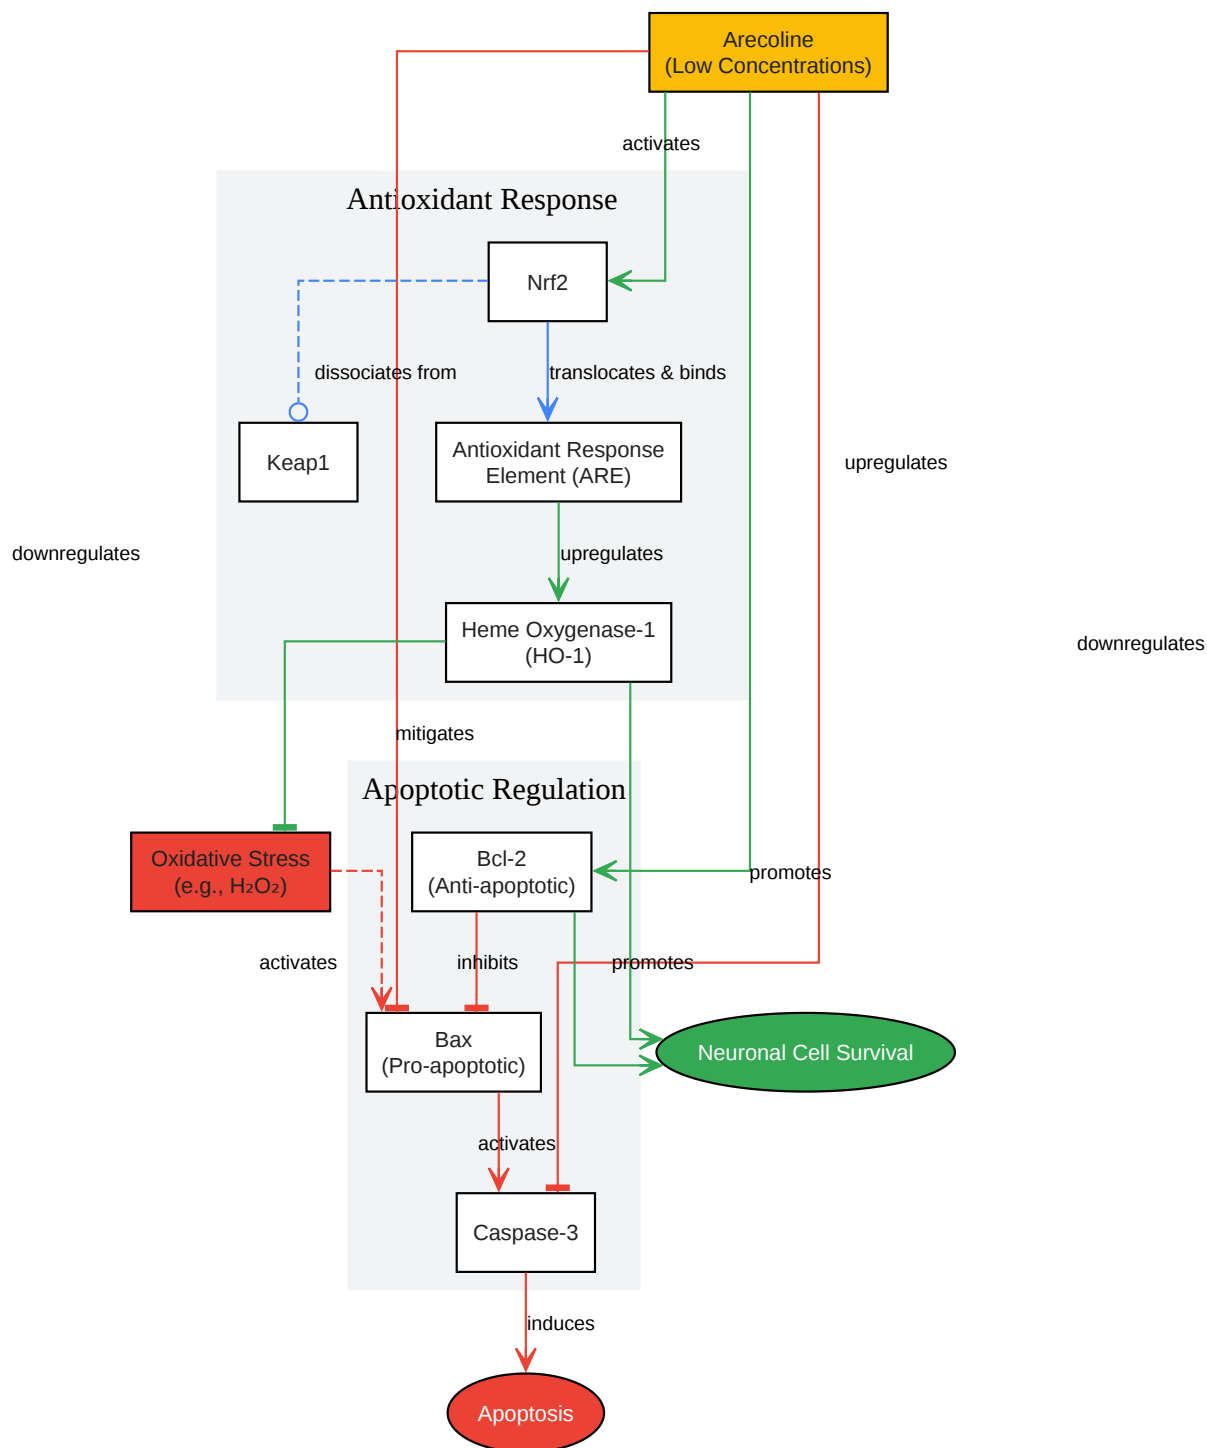 Arecoline
(Low Concentrations)
activates
Antioxidant Response
Nrf2
dissociates from
translocates & binds
Keap1
Antioxidant Response
Element (ARE)
upregulates
downregulates
upregulates
Heme Oxygenase-1
(HO-1)
downregulates
mitigates
Apoptotic Regulation
Oxidative Stress
(e.g., H₂O₂)
Bcl-2
(Anti-apoptotic)
promotes
activates
inhibits
promotes
Bax
(Pro-apoptotic)
Neuronal Cell Survival
activates
Caspase-3
induces
Apoptosis